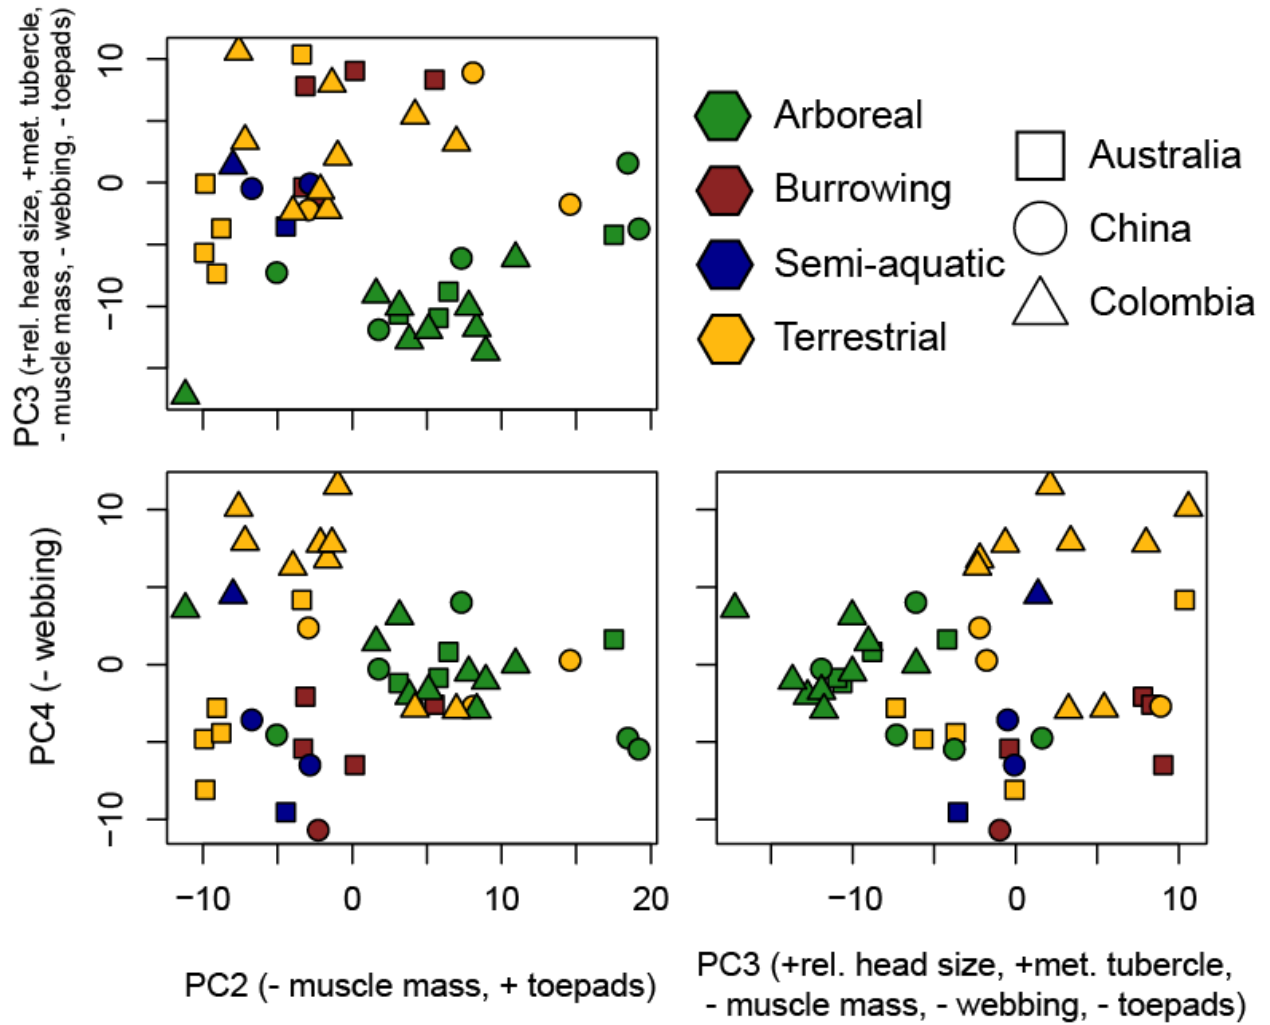 PC3 (+rel. head size, +met. tubercle,
- muscle mass, - webbing, - toepads)
10
0
−10
Arboreal
Burrowing
Semi-aquatic
Terrestrial
Australia
China
Colombia
PC4 (- webbing)
10
0
−10
−10 0 10 20
−10 0 10
PC2 (- muscle mass, + toepads)
PC3 (+rel. head size, +met. tubercle,
- muscle mass, - webbing, - toepads)